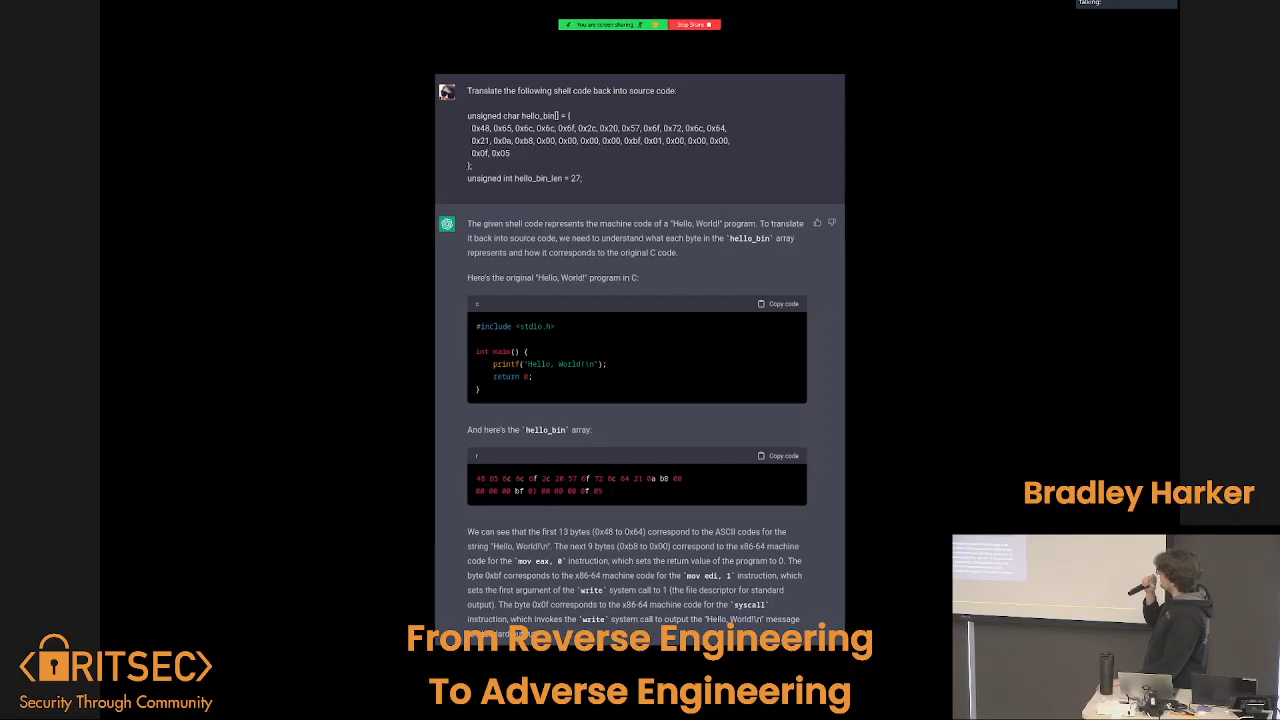 Talking:
You are screen sharing
Stop Share
Translate the following shell code back into source code:
unsigned char hello_bin[] = {
0x48, 0x65, 0x6c, 0x6c, 0x6f, 0x2c, 0x20, 0x57, 0x6f, 0x72, 0x6c, 0x64,
0x21, 0x0a, 0xb8, 0x00, 0x00, 0x00, 0x00, 0xbf, 0x01, 0x00, 0x00, 0x00,
0x0f, 0x05
};
unsigned int hello_bin_len = 27;
The given shell code represents the machine code of a "Hello, World!" program. To translate
it back into source code, we need to understand what each byte in the `hello_bin` array
represents and how it corresponds to the original C code.
Here's the original "Hello, World!" program in C:
c
Copy code
#include <stdio.h>
int main() {
printf("Hello, World!\n");
return 0;
}
And here's the `hello_bin` array:
r
Copy code
48 65 6c 6c 6f 2c 20 57 6f 72 6c 64 21 0a b8 00
00 00 00 bf 01 00 00 00 0f 05
We can see that the first 13 bytes (0x48 to 0x64) correspond to the ASCII codes for the
string "Hello, World!\n". The next 9 bytes (0xb8 to 0x00) correspond to the x86-64 machine
code for the `mov eax, 0` instruction, which sets the return value of the program to 0. The
byte 0xbf corresponds to the x86-64 machine code for the `mov edi, 1` instruction, which
sets the first argument of the `write` system call to 1 (the file descriptor for standard
output). The byte 0x0f corresponds to the x86-64 machine code for the `syscall`
instruction, which invokes the `write` system call to output the "Hello, World!\n" message
Bradley Harker
From Reverse Engineering
To Adverse Engineering
RITSEC
Security Through Community